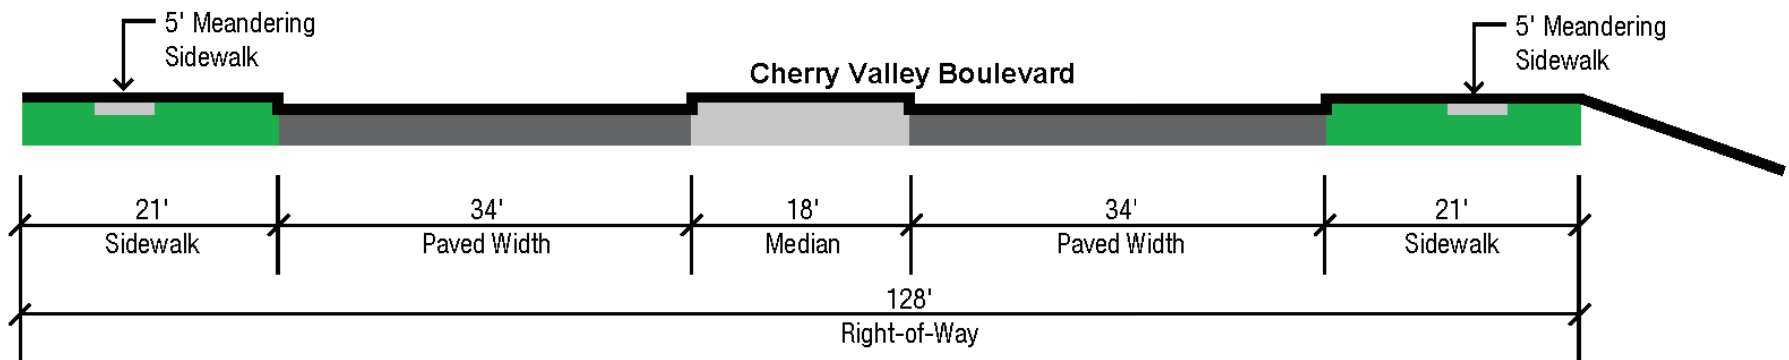 5' Meandering
Sidewalk
5' Meandering
Sidewalk
Cherry Valley Boulevard
21'
34'
18'
34'
21'
Sidewalk
Paved Width
Median
Paved Width
Sidewalk
128'
Right-of-Way